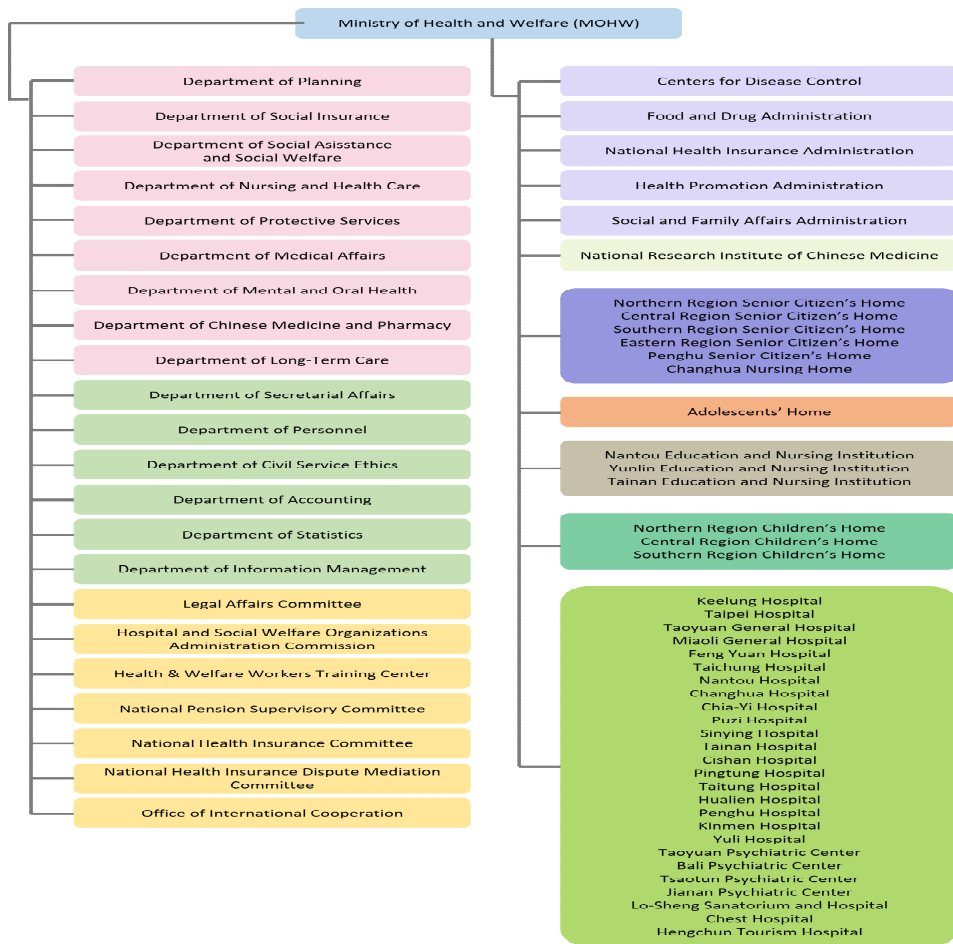 Ministry of Health and Welfare (MOHW)
Department of Planning
Department of Social Insurance
Department of Social Asisstance
and Social Welfare
Department of Nursing and Health Care
Department of Protective Services
Department of Medical Affairs
Department of Mental and Oral Health
Department of Chinese Medicine and Pharmacy
Department of Long-Term Care
Department of Secretarial Affairs
Department of Personnel
Department of Civil Service Ethics
Department of Accounting
Department of Statistics
Department of Information Management
Legal Affairs Committee
Hospital and Social Welfare Organizations
Administration Commission
Health & Welfare Workers Training Center
National Pension Supervisory Committee
National Health Insurance Committee
National Health Insurance Dispute Mediation
Committee
Office of International Cooperation
Centers for Disease Control
Food and Drug Administration
National Health Insurance Administration
Health Promotion Administration
Social and Family Affairs Administration
National Research Institute of Chinese Medicine
Northern Region Senior Citizen's Home
Central Region Senior Citizen's Home
Southern Region Senior Citizen's Home
Eastern Region Senior Citizen's Home
Penghu Senior Citizen's Home
Changhua Nursing Home
Adolescents' Home
Nantou Education and Nursing Institution
Yunlin Education and Nursing Institution
Tainan Education and Nursing Institution
Northern Region Children's Home
Central Region Children's Home
Southern Region Children's Home
Keelung Hospital
Taipei Hospital
Taoyuan General Hospital
Miaoli General Hospital
Feng Yuan Hospital
Taichung Hospital
Nantou Hospital
Changhua Hospital
Chia-Yi Hospital
Puzi Hospital
Sinying Hospital
Tainan Hospital
Cishan Hospital
Pingtung Hospital
Taitung Hospital
Hualien Hospital
Penghu Hospital
Kinmen Hospital
Yuli Hospital
Taoyuan Psychiatric Center
Bali Psychiatric Center
Tsaotun Psychiatric Center
Jianan Psychiatric Center
Lo-Sheng Sanatorium and Hospital
Chest Hospital
Hengchun Tourism Hospital